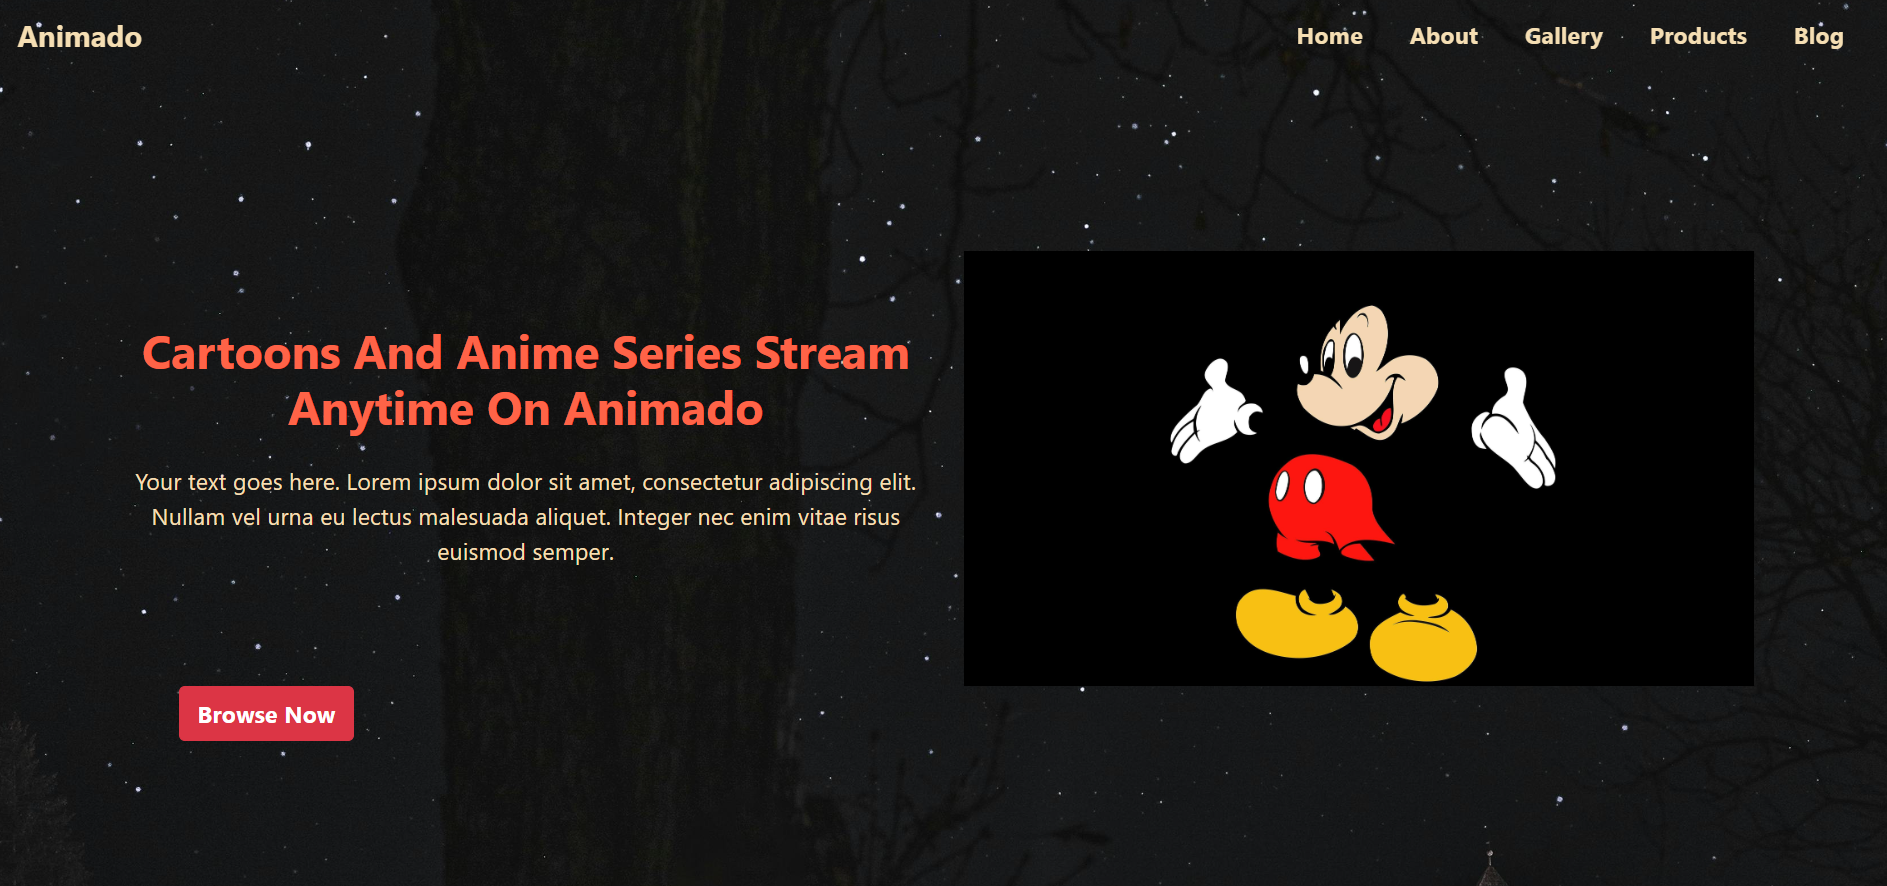 Animado
Home About Gallery Products Blog
Cartoons And Anime Series Stream
Anytime On Animado
Your text goes here. Lorem ipsum dolor sit amet, consectetur adipiscing elit.
Nullam vel urna eu lectus malesuada aliquet. Integer nec enim vitae risus
euismod semper.
Browse Now